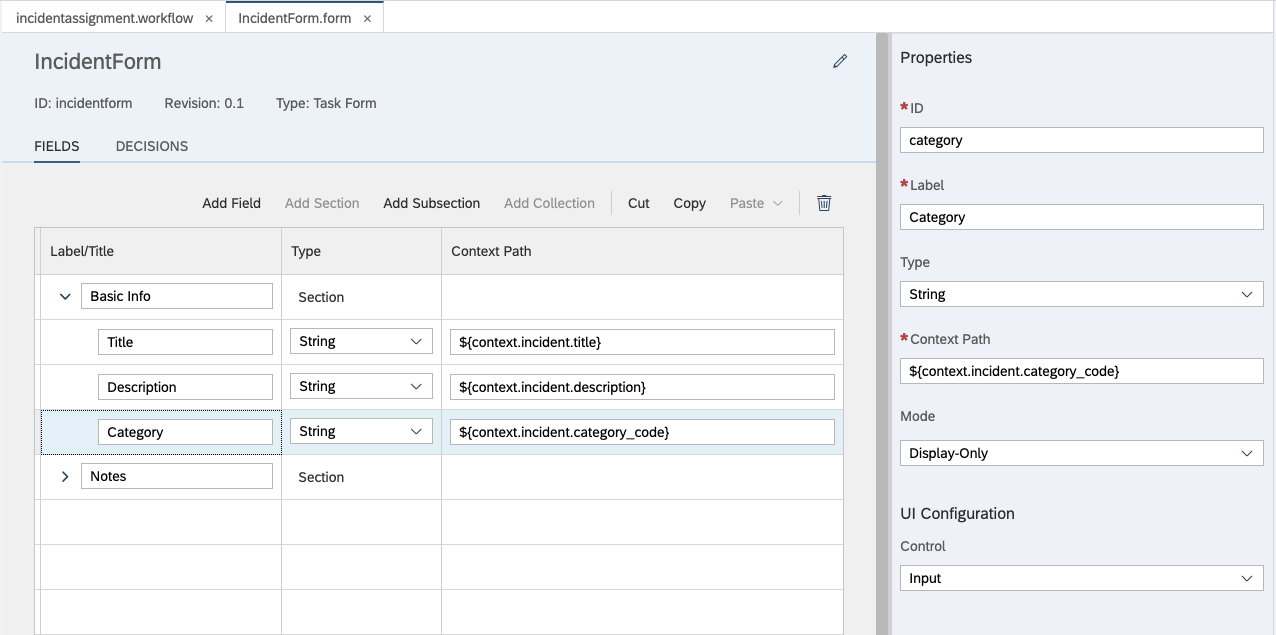 incidentassignment.workflow ×
IncidentForm.form ×
IncidentForm
ID: incidentform Revision: 0.1 Type: Task Form
FIELDS DECISIONS
Add Field Add Section Add Subsection Add Collection Cut Copy Paste
Label/Title Type Context Path
Basic Info Section
Title String ${context.incident.title}
Description String ${context.incident.description}
Category String ${context.incident.category_code}
Notes Section
Properties
*ID
category
*Label
Category
Type
String
*Context Path
${context.incident.category_code}
Mode
Display-Only
UI Configuration
Control
Input